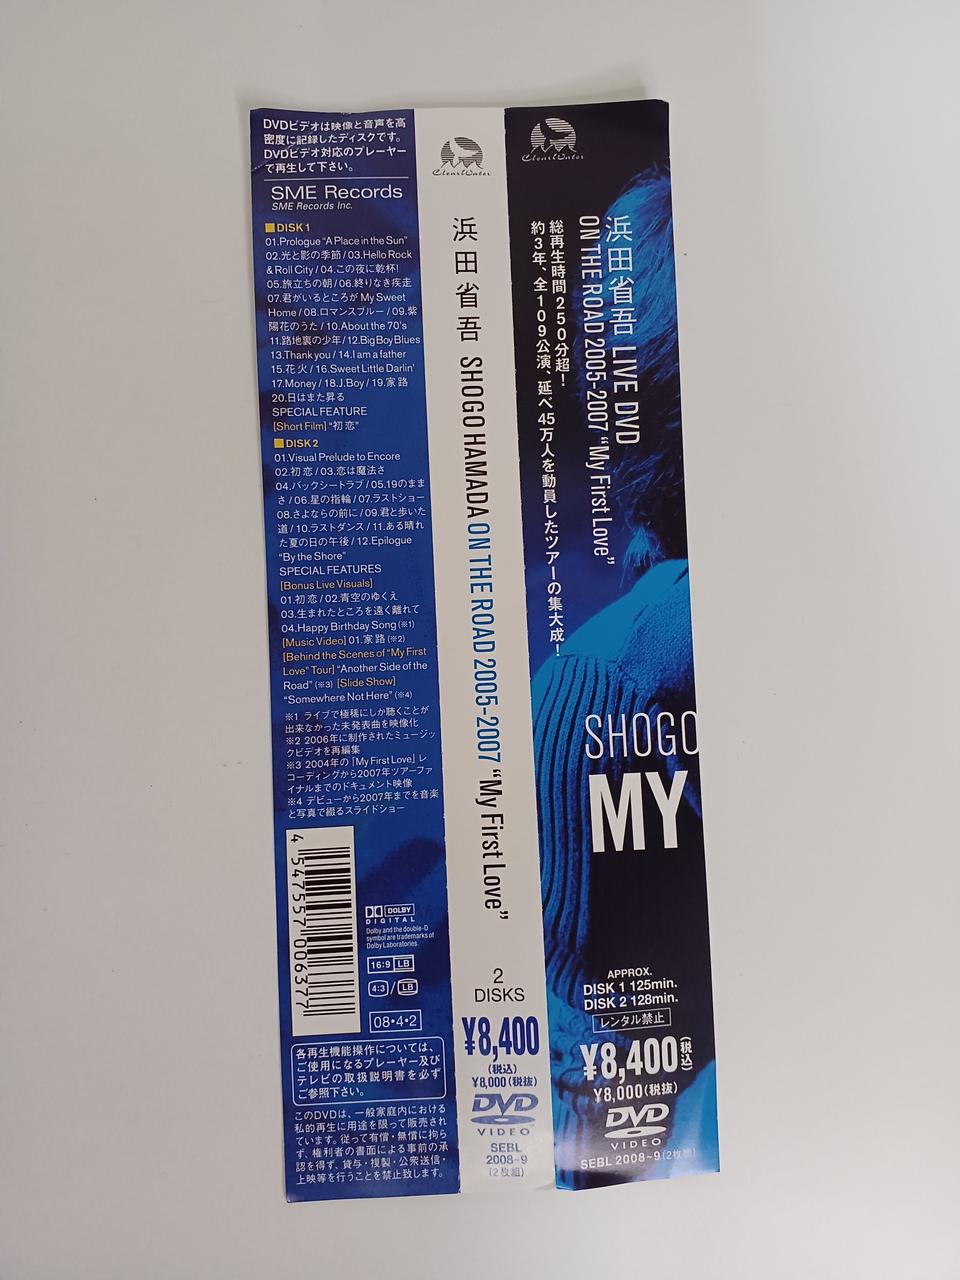 DVDビデオは映像と音声を高
密度に記録したディスクです。
DVDビデオ対応のプレーヤー
で再生して下さい。
SME Records
SME Records Inc.
■DISK 1
01.Prologue “A Place in the Sun”
02.光と影の季節 / 03.Hello Rock
& Roll City / 04.この夜に乾杯!
05.旅立ちの朝 / 06.終りなき疾走
07.君がいるところが My Sweet
Home / 08.ロマンスブルー / 09.紫
陽花のうた / 10.About the 70's
11.路地裏の少年 / 12.Big Boy Blues
13.Thank you / 14.I am a father
15.花火 / 16.Sweet Little Darlin'
17.Money / 18.J.Boy / 19.家路
20.日はまた昇る
SPECIAL FEATURE
[Short Film] “初恋”
■DISK 2
01.Visual Prelude to Encore
02.初恋 / 03.恋は魔法さ
04.バックシートラブ / 05.19のまま
さ / 06.星の指輪 / 07.ラストショー
08.さよならの前に / 09.君と歩いた
道 / 10.ラストダンス / 11.ある晴れ
た夏の日の午後 / 12.Epilogue
“By the Shore”
SPECIAL FEATURES
[Bonus Live Visuals]
01.初恋 / 02.青空のゆくえ
03.生まれたところを遠く離れて
04.Happy Birthday Song (※1)
[Music Video] 01.家路 (※2)
[Behind the Scenes of “My First
Love” Tour] “Another Side of the
Road” (※3) [Slide Show]
“Somewhere Not Here” (※4)
※1 ライブで極稀にしか聴くことが
出来なかった未発表曲を映像化
※2 2006年に制作されたミュージッ
クビデオを再編集
※3 2004年の「My First Love」レ
コーディングから2007年ツアーファ
イナルまでのドキュメント映像
※4 デビューから2007年までを音楽
と写真で綴るスライドショー
4 547557 006377
DOLBY
DIGITAL
Dolby and the double-D
symbol are trademarks of
Dolby Laboratories.
16:9 LB
4:3 / LB
08・4・2
各再生機能操作については、
ご使用になるプレーヤー及び
テレビの取扱説明書を必ず
ご参照下さい。
このDVDは、一般家庭内における
私的再生に用途を限って販売され
ています。従って有償・無償に拘ら
ず、権利者の書面による事前の承
認を得ず、貸与・複製・公衆送信・
上映等を行うことを禁止致します。
ClearWater
浜田省吾 SHOGO HAMADA ON THE ROAD 2005-2007 “My First Love”
2
DISKS
¥8,400
(税込)
¥8,000(税抜)
DVD
VIDEO
SEBL
2008~9
(2枚組)
ClearWater
浜田省吾 LIVE DVD
ON THE ROAD 2005-2007 “My First Love”
総再生時間250分超!
約3年、全109公演、延べ45万人を動員したツアーの集大成!
SHOGO
MY
APPROX.
DISK 1 125min.
DISK 2 128min.
レンタル禁止
¥8,400(税込)
¥8,000(税抜)
DVD
VIDEO
SEBL 2008~9(2枚組)